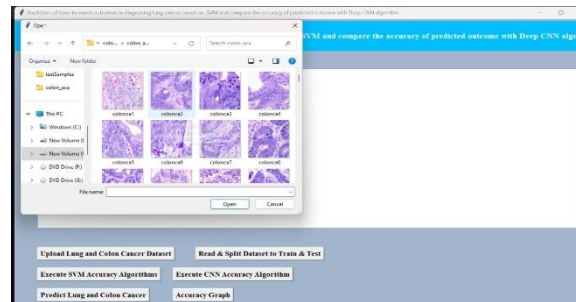 Prediction of time-to-event outcomes in diagnosing lung cancer based on SVM and compare the accuracy of predicted outcome with Deep CNN algorithm
SVM and compare the accuracy of predicted outcome with Deep CNN algo
Open
colo... › colon_a...
Search colon_aca
Organize
New folder
testSamples
colon_aca
This PC
Windows (C:)
New Volume (
New Volume (
DVD Drive (F:)
DVD Drive (G:)
colonca1
colonca2
colonca3
colonca4
colonca5
colonca6
colonca7
colonca8
File name:
Open
Cancel
Upload Lung and Colon Cancer Dataset
Read & Split Dataset to Train & Test
Execute SVM Accuracy Algorithms
Execute CNN Accuracy Algorithm
Predict Lung and Colon Cancer
Accuracy Graph